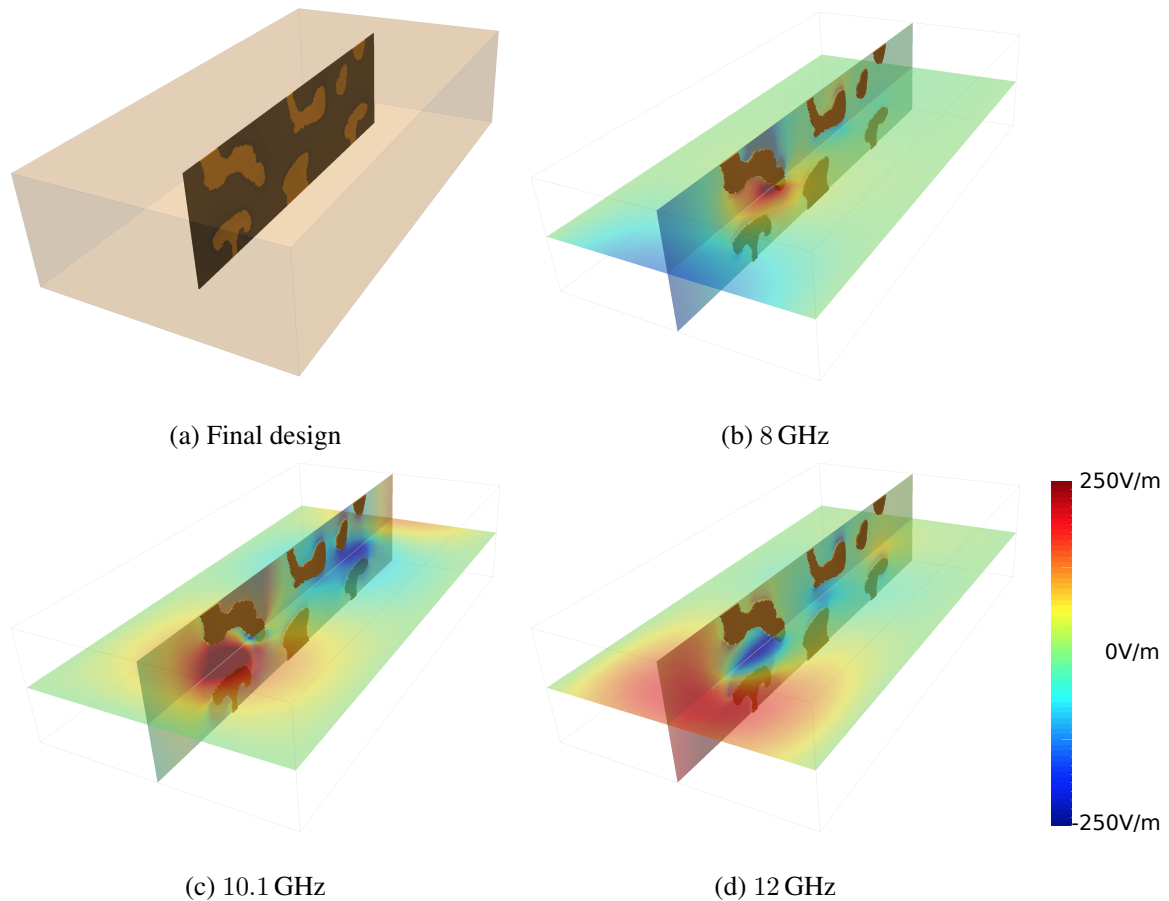 (a) Final design
(b) 8 GHz
250V/m
0V/m
-250V/m
(c) 10.1 GHz
(d) 12 GHz